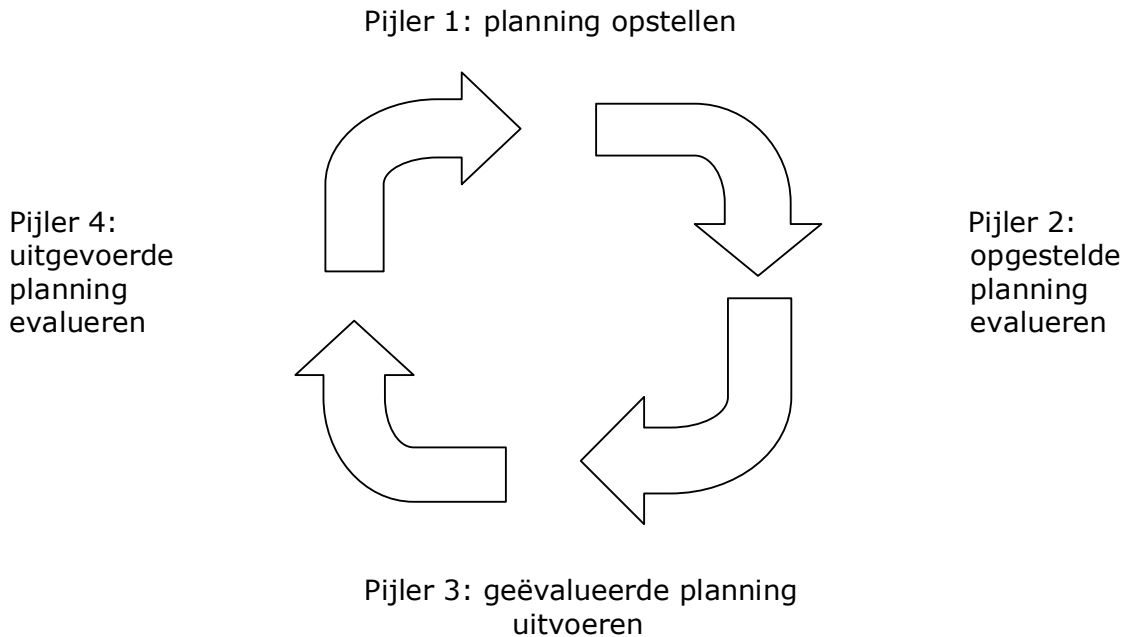 Pijler 1: planning opstellen
Pijler 2:
opgestelde
planning
evalueren
Pijler 3: geëvalueerde planning
uitvoeren
Pijler 4:
uitgevoerde
planning
evalueren